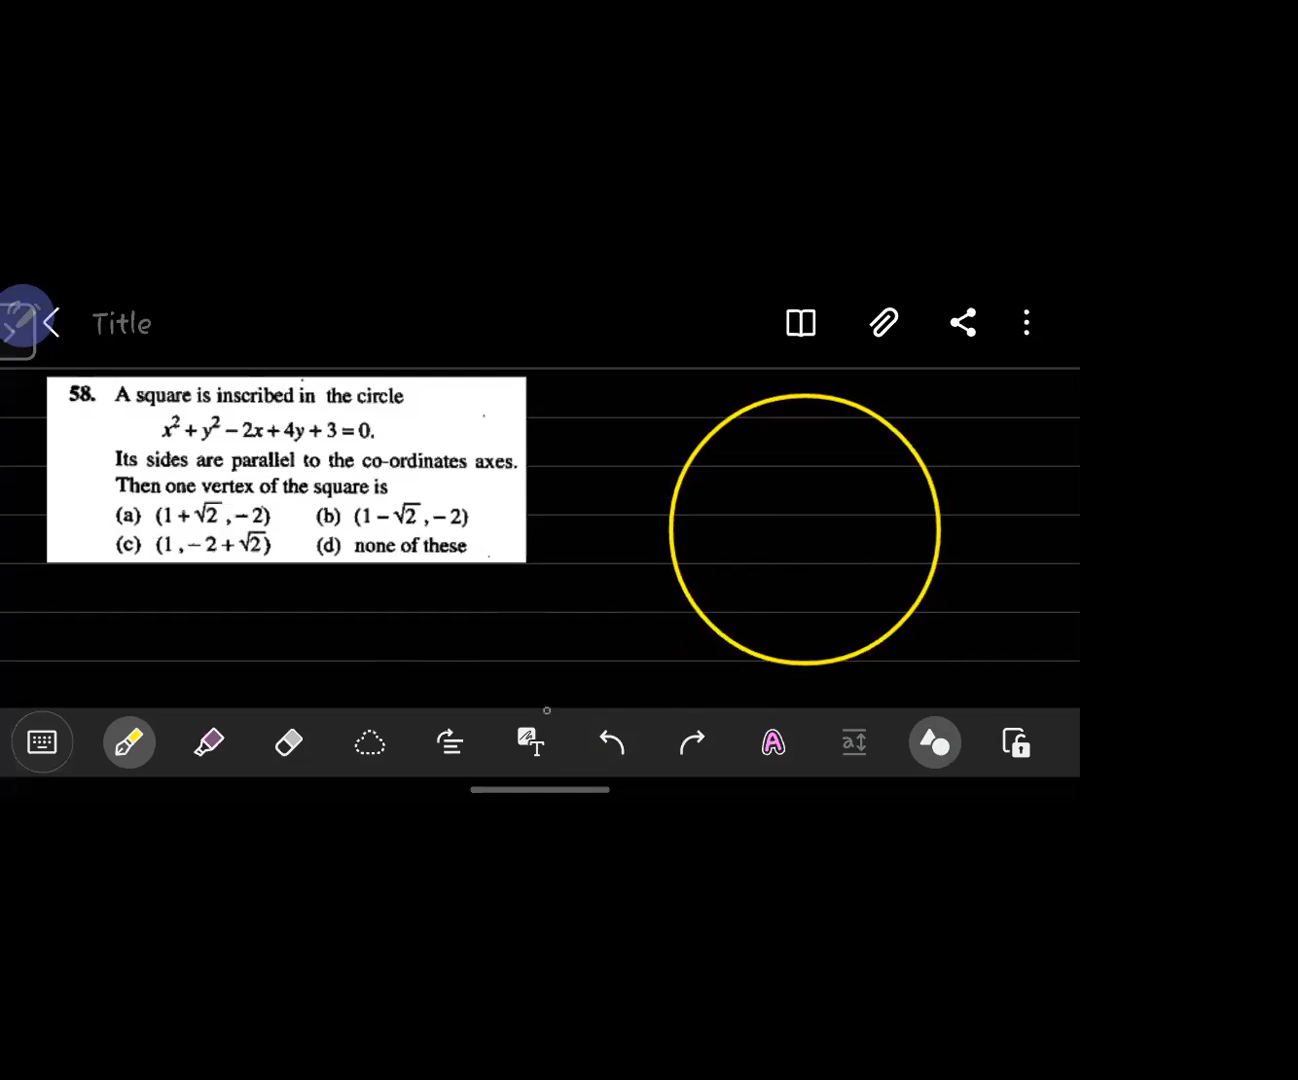 Title
58. A square is inscribed in the circle
x² + y² – 2x + 4y + 3 = 0.
Its sides are parallel to the co-ordinates axes.
Then one vertex of the square is
(a) (1 + √2 , – 2) (b) (1 – √2 , – 2)
(c) (1 , – 2 + √2) (d) none of these
T A a